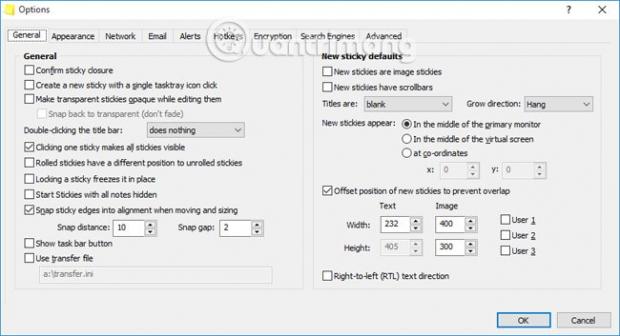 Options
General Appearance Network Email Alerts Hotkeys Encryption Search Engines Advanced
Quantrimang
General
Confirm sticky closure
Create a new sticky with a single tasktray icon click
Make transparent stickies opaque while editing them
Snap back to transparent (don't fade)
Double-clicking the title bar: does nothing
Clicking one sticky makes all stickies visible
Rolled stickies have a different position to unrolled stickies
Locking a sticky freezes it in place
Start Stickies with all notes hidden
Snap sticky edges into alignment when moving and sizing
Snap distance: 10 Snap gap: 2
Show task bar button
Use transfer file
a:\transfer.ini
New sticky defaults
New stickies are image stickies
New stickies have scrollbars
Titles are: blank Grow direction: Hang
New stickies appear: In the middle of the primary monitor
In the middle of the virtual screen
at co-ordinates
x: 0 y: 0
Offset position of new stickies to prevent overlap
Text Image
Width: 232 400 User 1
User 2
Height: 405 300 User 3
Right-to-left (RTL) text direction
OK Cancel